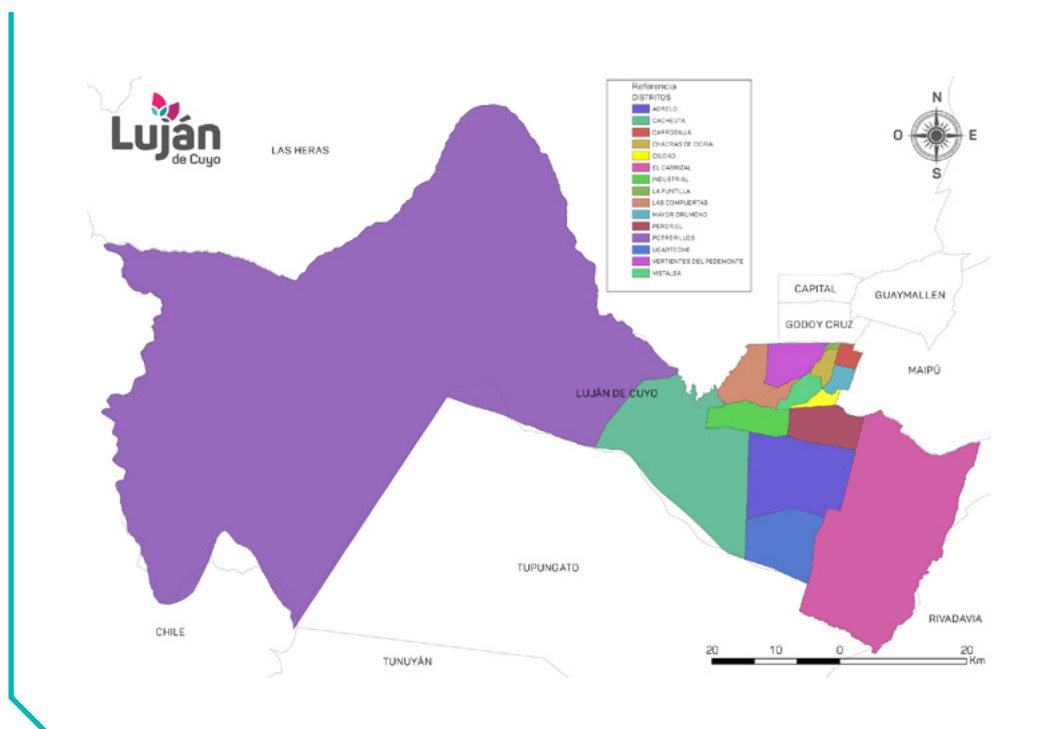 Luján
de Cuyo
Referencia
DISTRITOS
AGRELO
CACHEUTA
CARRODILLA
CHACRAS DE CORIA
CIUDAD
EL CARRIZAL
INDUSTRIAL
LA PUNTILLA
LAS COMPUERTAS
MAYOR DRUMOND
PERDRIEL
POTRERILLOS
UGARTECHE
VERTIENTES DEL PEDEMONTE
VISTALBA
N
O E
S
LAS HERAS
CAPITAL
GUAYMALLEN
GODOY CRUZ
MAIPÚ
LUJÁN DE CUYO
TUPUNGATO
CHILE
TUNUYÁN
RIVADAVIA
20 10 0 20
Km